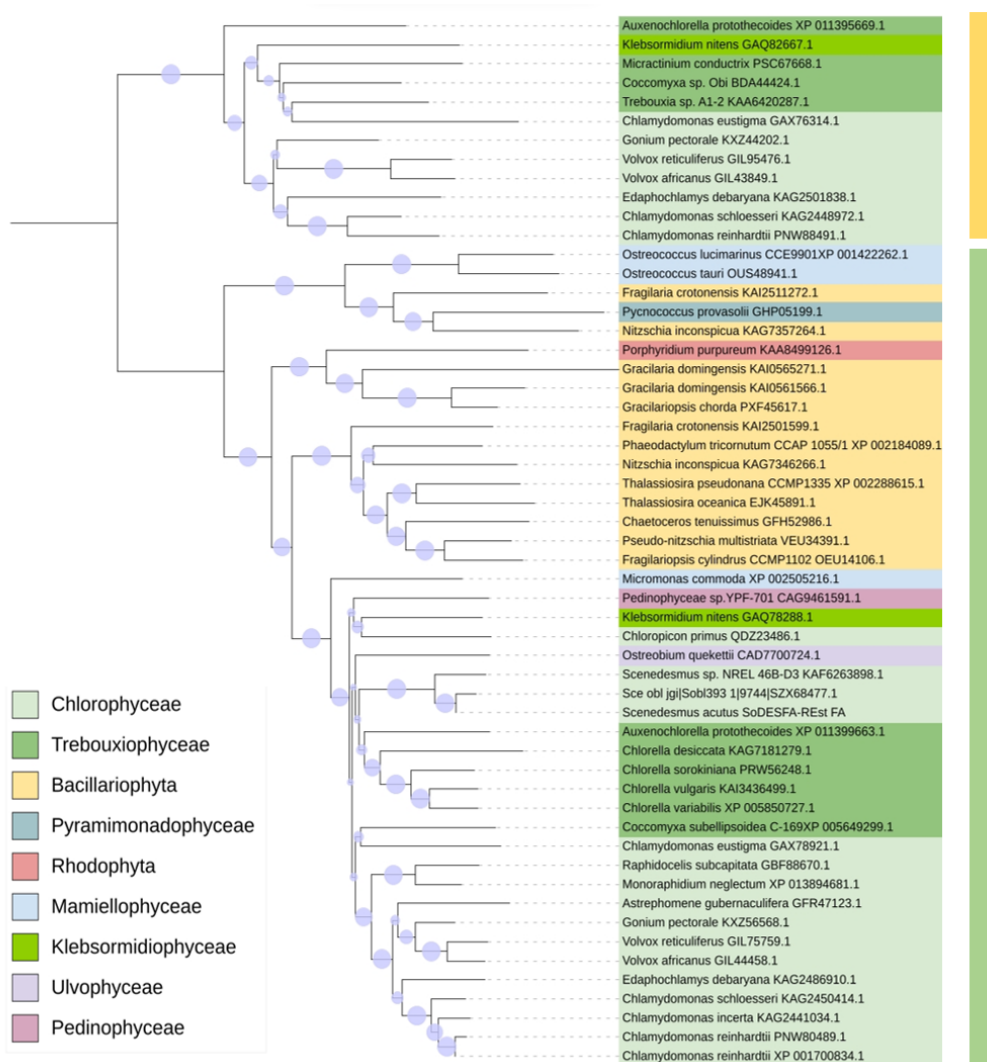 Auxenochlorella protothecoides XP 011395669.1
Klebsormidium nitens GAQ82667.1
Micractinium conductrix PSC67668.1
Coccomyxa sp. Obi BDA44424.1
Trebouxia sp. A1-2 KAA6420287.1
Chlamydomonas eustigma GAX76314.1
Gonium pectorale KXZ44202.1
Volvox reticuliferus GIL95476.1
Volvox africanus GIL43849.1
Edaphochlamys debaryana KAG2501838.1
Chlamydomonas schloesseri KAG2448972.1
Chlamydomonas reinhardtii PNW88491.1
Ostreococcus lucimarinus CCE9901XP 001422262.1
Ostreococcus tauri OUS48941.1
Fragilaria crotonensis KAI2511272.1
Pycnococcus provasolii GHP05199.1
Nitzschia inconspicua KAG7357264.1
Porphyridium purpureum KAA8499126.1
Gracilaria domingensis KAI0565271.1
Gracilaria domingensis KAI0561566.1
Gracilariopsis chorda PXF45617.1
Fragilaria crotonensis KAI2501599.1
Phaeodactylum tricornutum CCAP 1055/1 XP 002184089.1
Nitzschia inconspicua KAG7346266.1
Thalassiosira pseudonana CCMP1335 XP 002288615.1
Thalassiosira oceanica EJK45891.1
Chaetoceros tenuissimus GFH52986.1
Pseudo-nitzschia multistriata VEU34391.1
Fragilariopsis cylindrus CCMP1102 OEU14106.1
Micromonas commoda XP 002505216.1
Pedinophyceae sp.YPF-701 CAG9461591.1
Klebsormidium nitens GAQ78288.1
Chloropicon primus QDZ23486.1
Ostreobium quekettii CAD7700724.1
Scenedesmus sp. NREL 46B-D3 KAF6263898.1
Sce obl jgi|Sobl393 1|9744|SZX68477.1
Scenedesmus acutus SoDESFA-REst FA
Auxenochlorella protothecoides XP 011399663.1
Chlorella desiccata KAG7181279.1
Chlorella sorokiniana PRW56248.1
Chlorella vulgaris KAI3436499.1
Chlorella variabilis XP 005850727.1
Coccomyxa subellipsoidea C-169XP 005649299.1
Chlamydomonas eustigma GAX78921.1
Raphidocelis subcapitata GBF88670.1
Monoraphidium neglectum XP 013894681.1
Astrephomene gubernaculifera GFR47123.1
Gonium pectorale KXZ56568.1
Volvox reticuliferus GIL75759.1
Volvox africanus GIL44458.1
Edaphochlamys debaryana KAG2486910.1
Chlamydomonas schloesseri KAG2450414.1
Chlamydomonas incerta KAG2441034.1
Chlamydomonas reinhardtii PNW80489.1
Chlamydomonas reinhardtii XP 001700834.1
Chlorophyceae
Trebouxiophyceae
Bacillariophyta
Pyramimonadophyceae
Rhodophyta
Mamiellophyceae
Klebsormidiophyceae
Ulvophyceae
Pedinophyceae